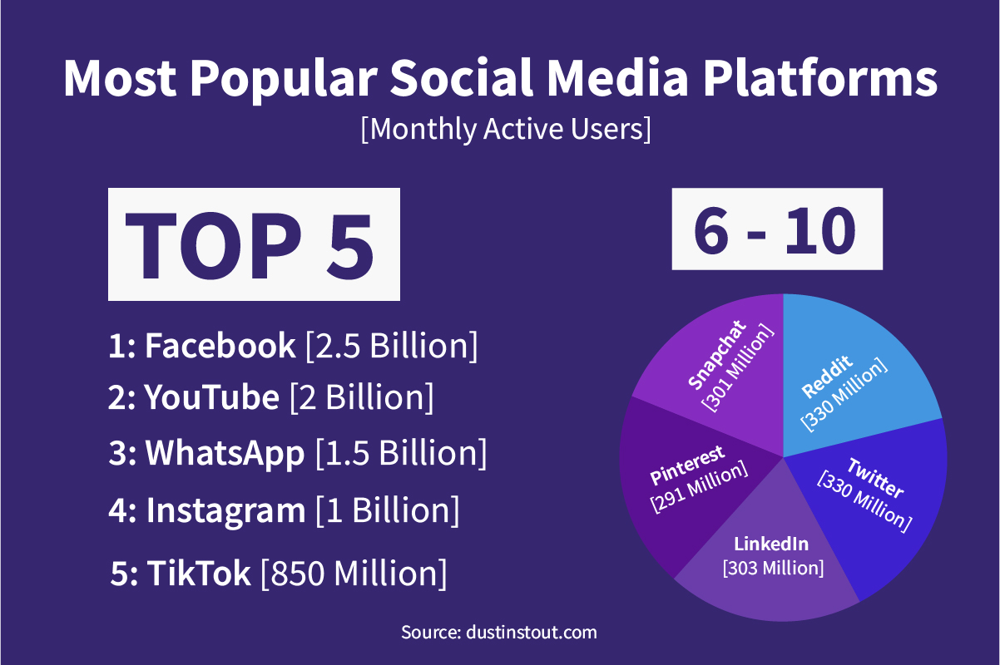 Most Popular Social Media Platforms
[Monthly Active Users]
TOP 5
1: Facebook [2.5 Billion]
2: YouTube [2 Billion]
3: WhatsApp [1.5 Billion]
4: Instagram [1 Billion]
5: TikTok [850 Million]
6 - 10
Reddit
[330 Million]
Twitter
[330 Million]
LinkedIn
[303 Million]
Pinterest
[291 Million]
Snapchat
[301 Million]
Source: dustinstout.com